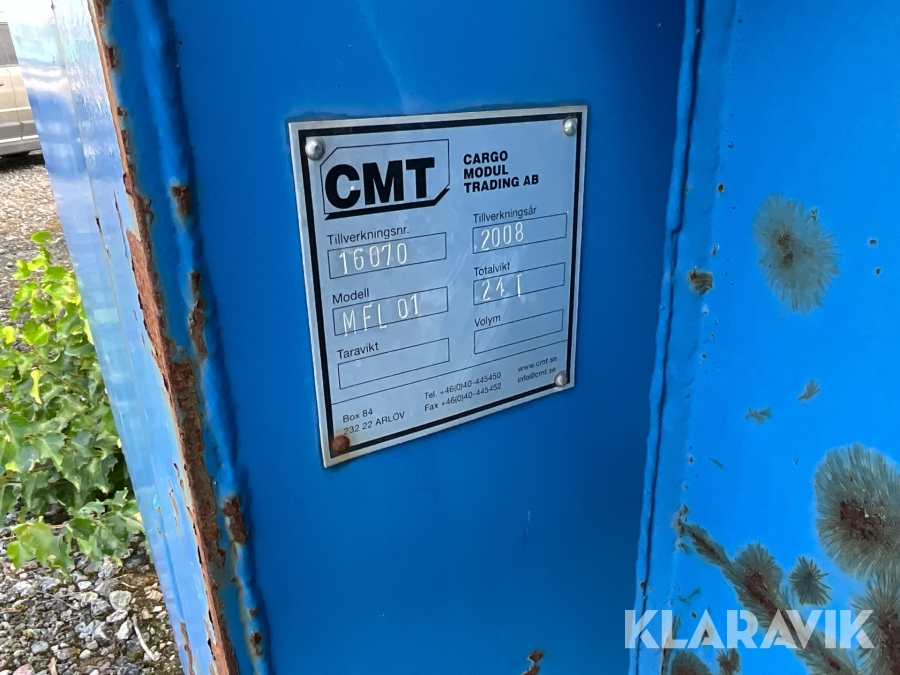 CMT
CARGO
MODUL
TRADING AB
Tillverkningsnr.
16070
Tillverkningsår
2008
Modell
MFL 01
Totalvikt
24 T
Taravikt
Volym
Box 84
232 22 ARLÖV
Tel. +46(0)40-445450
Fax +46(0)40-445452
www.cmt.se
info@cmt.se
KLARAVIK